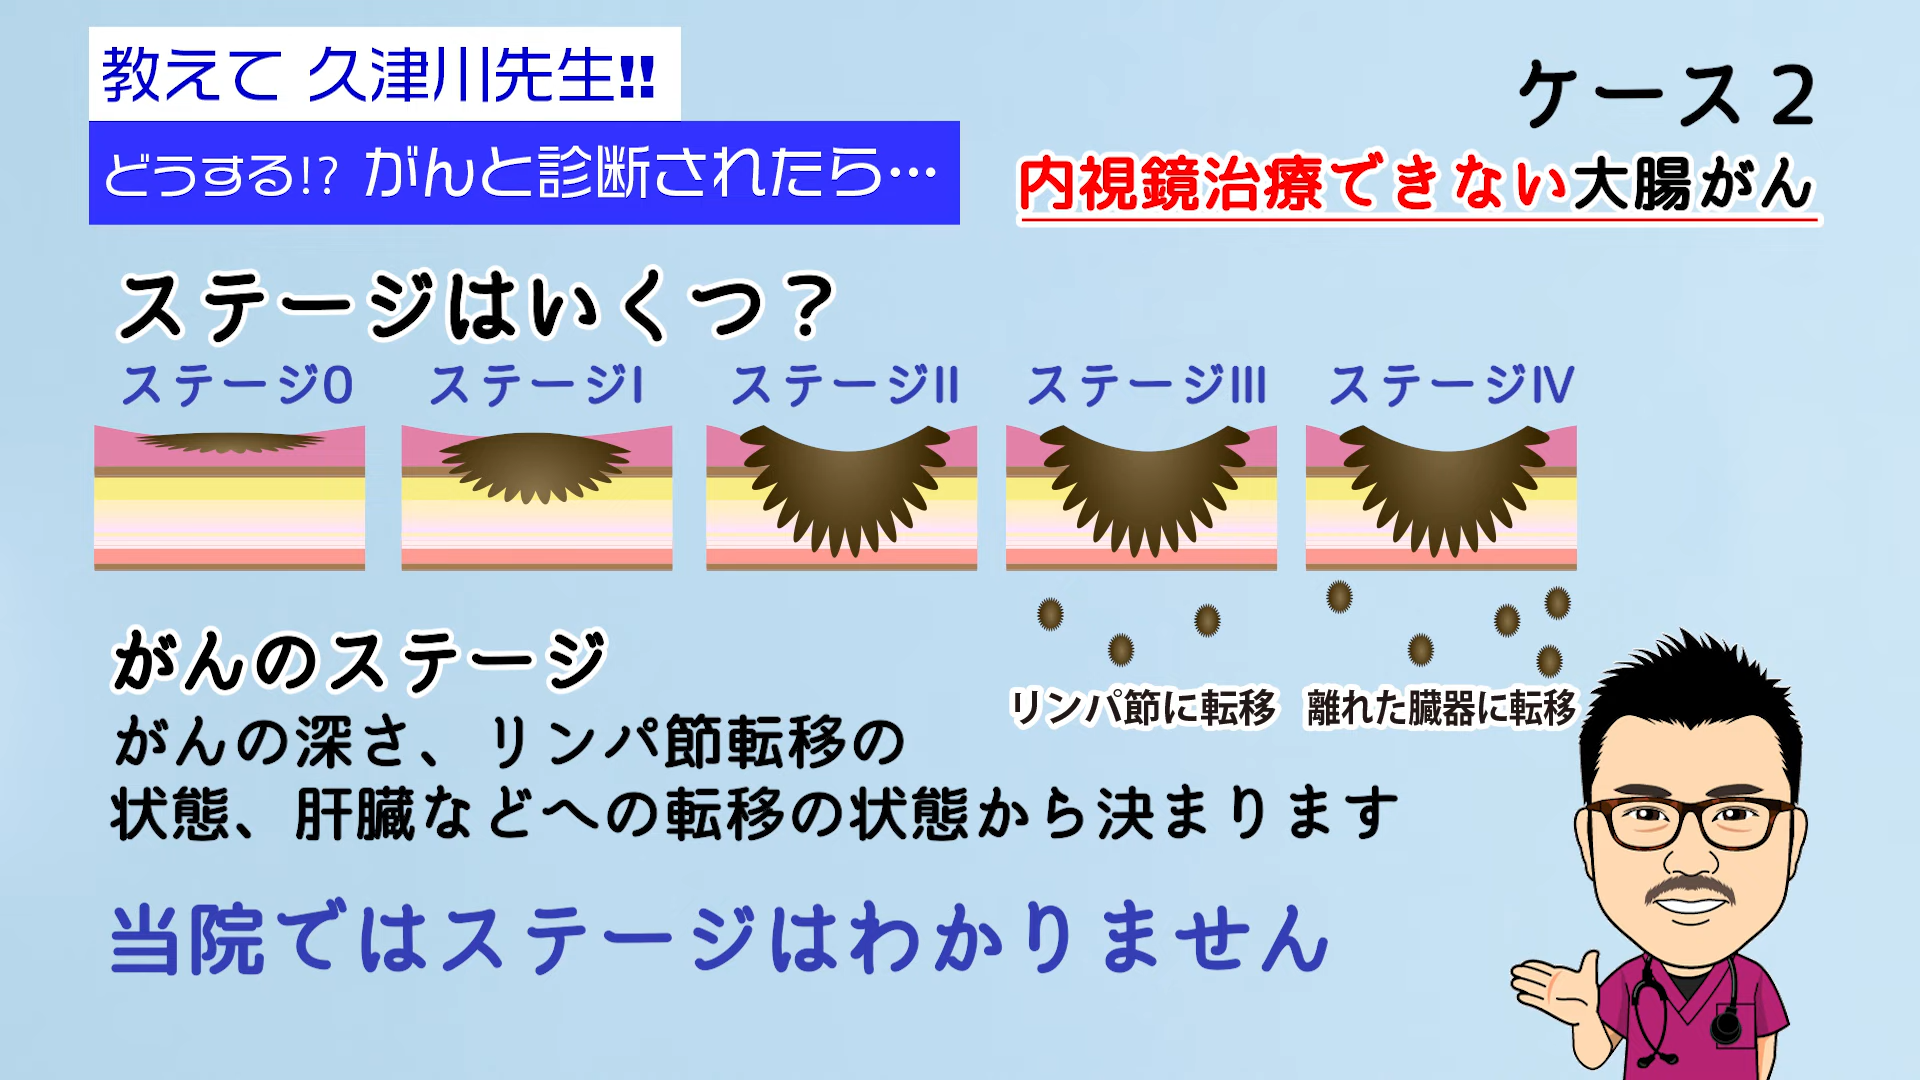 教えて 久津川先生!!
どうする!? がんと診断されたら…
ケース２
内視鏡治療できない大腸がん
ステージはいくつ？
ステージ0
ステージI
ステージII
ステージIII
ステージIV
リンパ節に転移
離れた臓器に転移
がんのステージ
がんの深さ、リンパ節転移の
状態、肝臓などへの転移の状態から決まります
当院ではステージはわかりません